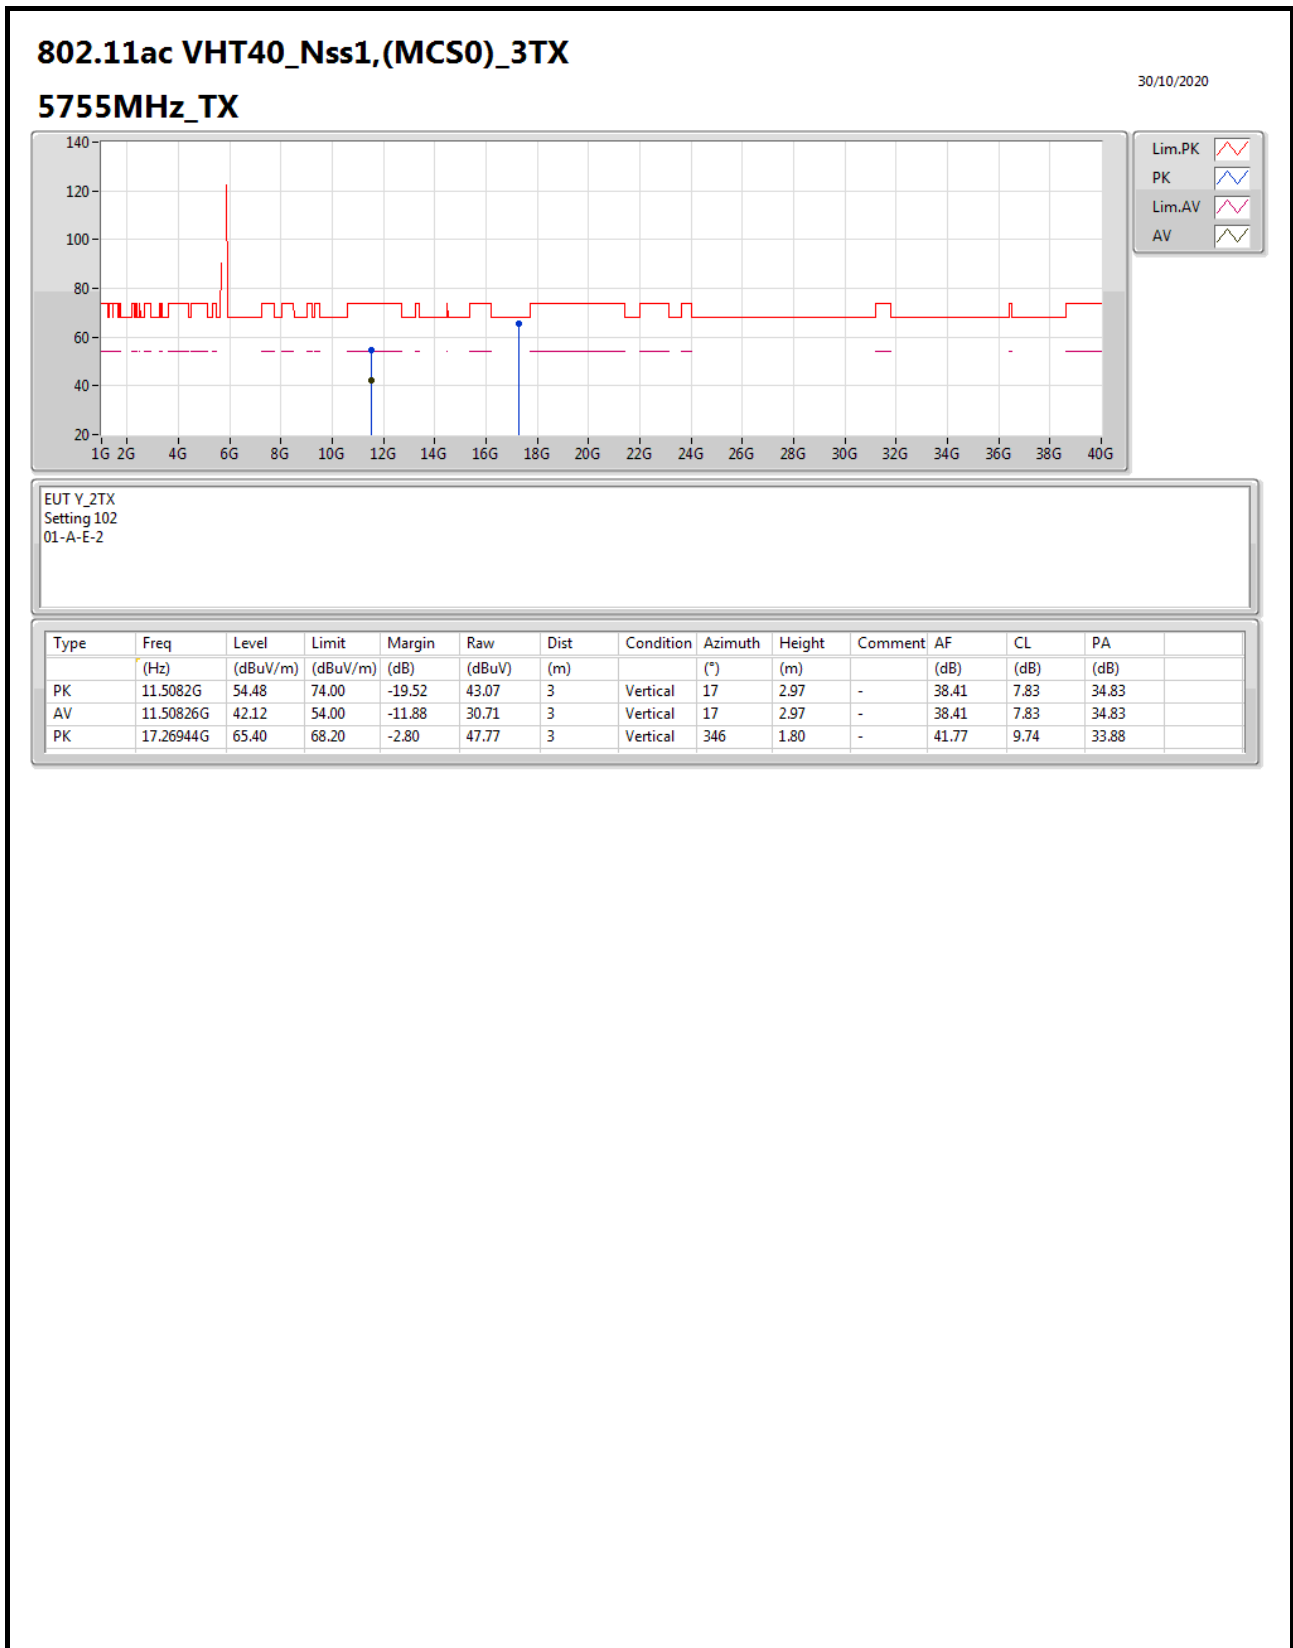 802.11ac VHT40_Nss1,(MCS0)_3TX
30/10/2020
5755MHz_TX
140
120
100
80
60
40
20
1G 2G 4G 6G 8G 10G 12G 14G 16G 18G 20G 22G 24G 26G 28G 30G 32G 34G 36G 38G 40G
Lim.PK
PK
Lim.AV
AV
EUT Y_2TX
Setting 102
01-A-E-2
Type Freq Level Limit Margin Raw Dist Condition Azimuth Height Comment AF CL PA
(Hz) (dBuV/m) (dBuV/m) (dB) (dBuV) (m) (°) (m) (dB) (dB) (dB)
PK 11.5082G 54.48 74.00 -19.52 43.07 3 Vertical 17 2.97 - 38.41 7.83 34.83
AV 11.50826G 42.12 54.00 -11.88 30.71 3 Vertical 17 2.97 - 38.41 7.83 34.83
PK 17.26944G 65.40 68.20 -2.80 47.77 3 Vertical 346 1.80 - 41.77 9.74 33.88